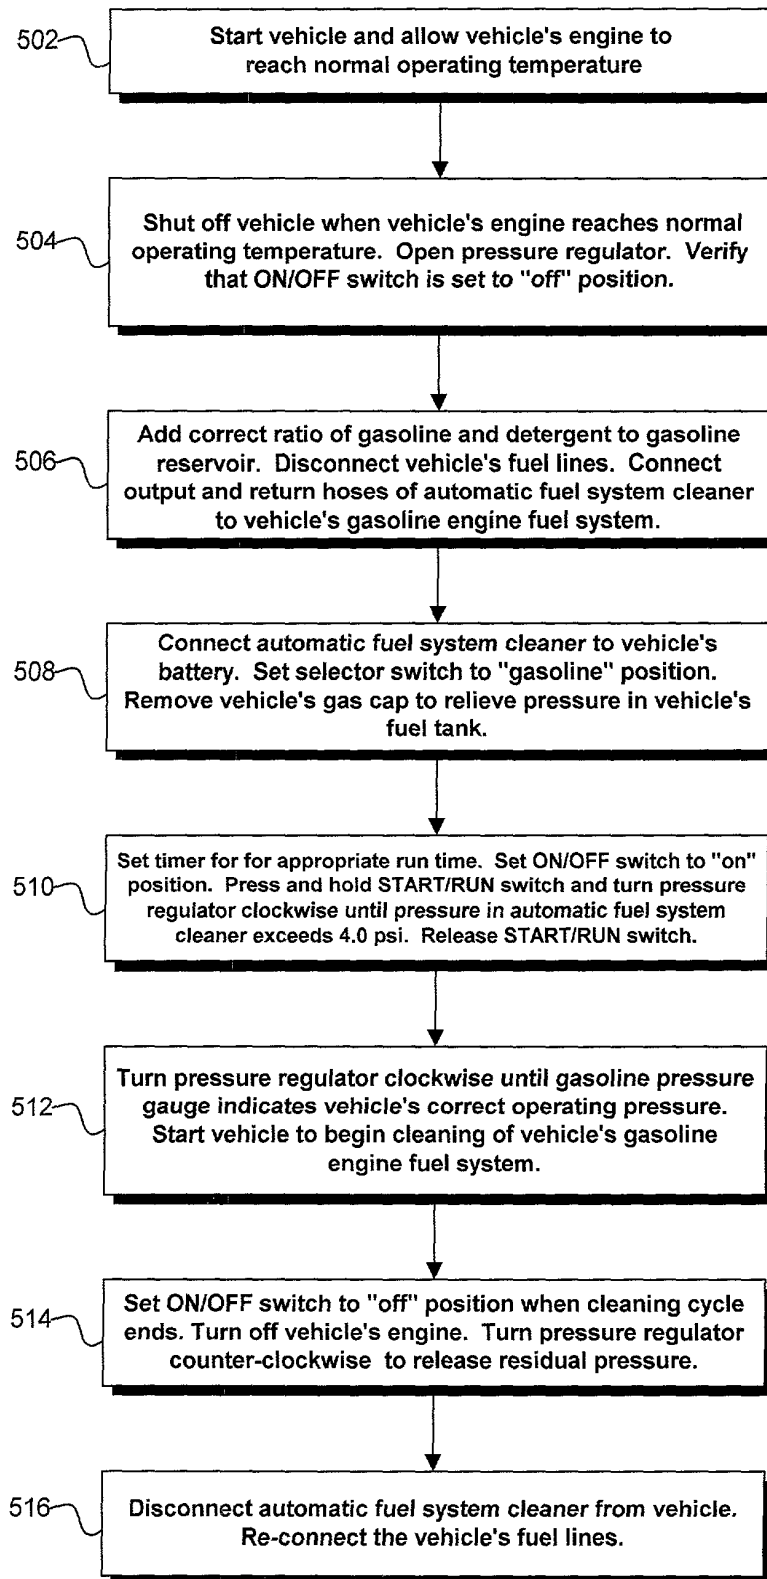 502
Start vehicle and allow vehicle's engine to
reach normal operating temperature
504
Shut off vehicle when vehicle's engine reaches normal
operating temperature. Open pressure regulator. Verify
that ON/OFF switch is set to "off" position.
506
Add correct ratio of gasoline and detergent to gasoline
reservoir. Disconnect vehicle's fuel lines. Connect
output and return hoses of automatic fuel system cleaner
to vehicle's gasoline engine fuel system.
508
Connect automatic fuel system cleaner to vehicle's
battery. Set selector switch to "gasoline" position.
Remove vehicle's gas cap to relieve pressure in vehicle's
fuel tank.
510
Set timer for for appropriate run time. Set ON/OFF switch to "on"
position. Press and hold START/RUN switch and turn pressure
regulator clockwise until pressure in automatic fuel system
cleaner exceeds 4.0 psi. Release START/RUN switch.
512
Turn pressure regulator clockwise until gasoline pressure
gauge indicates vehicle's correct operating pressure.
Start vehicle to begin cleaning of vehicle's gasoline
engine fuel system.
514
Set ON/OFF switch to "off" position when cleaning cycle
ends. Turn off vehicle's engine. Turn pressure regulator
counter-clockwise to release residual pressure.
516
Disconnect automatic fuel system cleaner from vehicle.
Re-connect the vehicle's fuel lines.